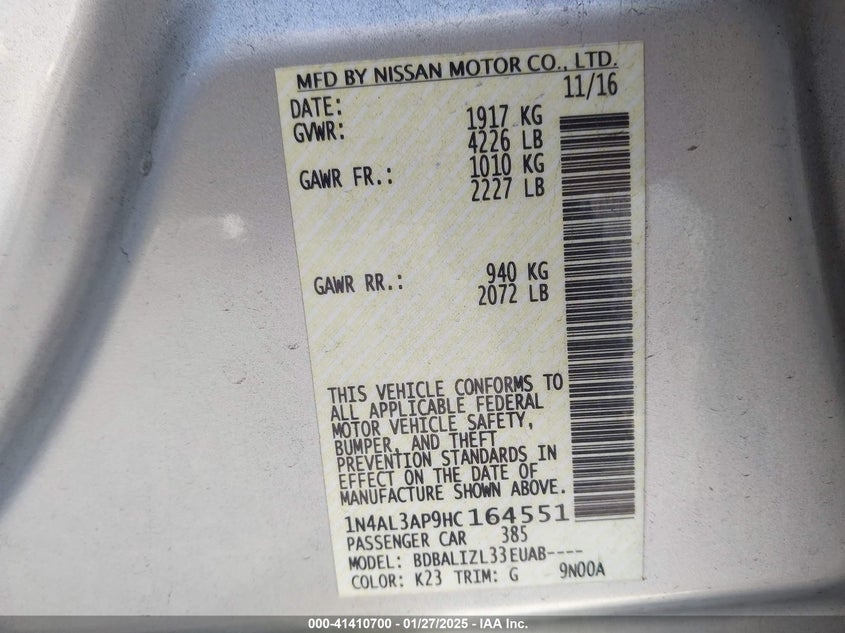 MFD BY NISSAN MOTOR CO., LTD.
DATE: 11/16
GVWR: 1917 KG
4226 LB
GAWR FR.: 1010 KG
2227 LB
GAWR RR.: 940 KG
2072 LB
THIS VEHICLE CONFORMS TO
ALL APPLICABLE FEDERAL
MOTOR VEHICLE SAFETY,
BUMPER, AND THEFT
PREVENTION STANDARDS IN
EFFECT ON THE DATE OF
MANUFACTURE SHOWN ABOVE.
1N4AL3AP9HC164551
PASSENGER CAR 385
MODEL: BDBALIZL33EUAB----
COLOR: K23 TRIM: G 9N00A
000-41410700 - 01/27/2025 - IAA Inc.